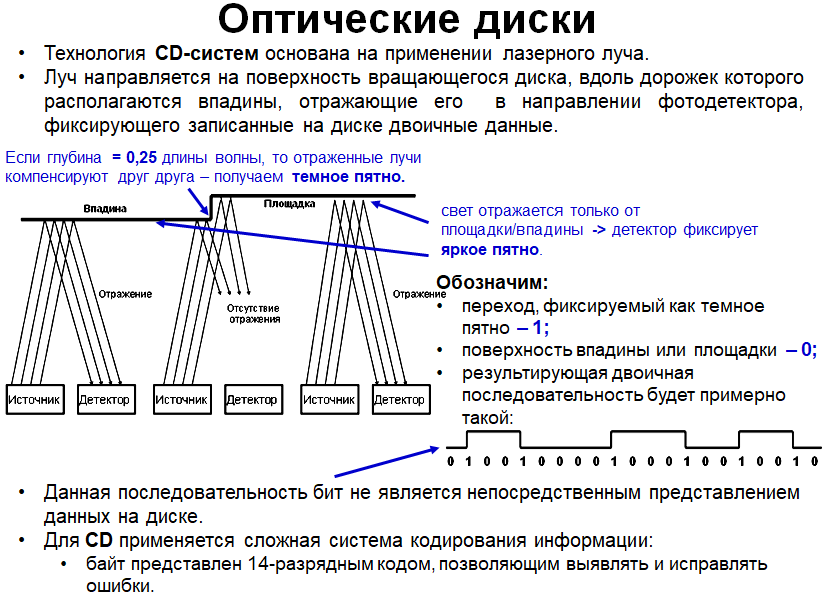 Оптические диски
• Технология CD-систем основана на применении лазерного луча.
• Луч направляется на поверхность вращающегося диска, вдоль дорожек которого
располагаются впадины, отражающие его в направлении фотодетектора,
фиксирующего записанные на диске двоичные данные.
Если глубина = 0,25 длины волны, то отраженные лучи
компенсируют друг друга – получаем темное пятно.
Впадина
Площадка
свет отражается только от
площадки/впадины -> детектор фиксирует
яркое пятно.
Отражение
Отсутствие
отражения
Отражение
Источник
Детектор
Источник
Детектор
Источник
Детектор
Обозначим:
• переход, фиксируемый как темное
пятно – 1;
• поверхность впадины или площадки – 0;
• результирующая двоичная
последовательность будет примерно
такой:
0 1 0 0 1 0 0 0 0 1 0 0 0 1 0 0 1 0
• Данная последовательность бит не является непосредственным представлением
данных на диске.
• Для CD применяется сложная система кодирования информации:
• байт представлен 14-разрядным кодом, позволяющим выявлять и исправлять
ошибки.